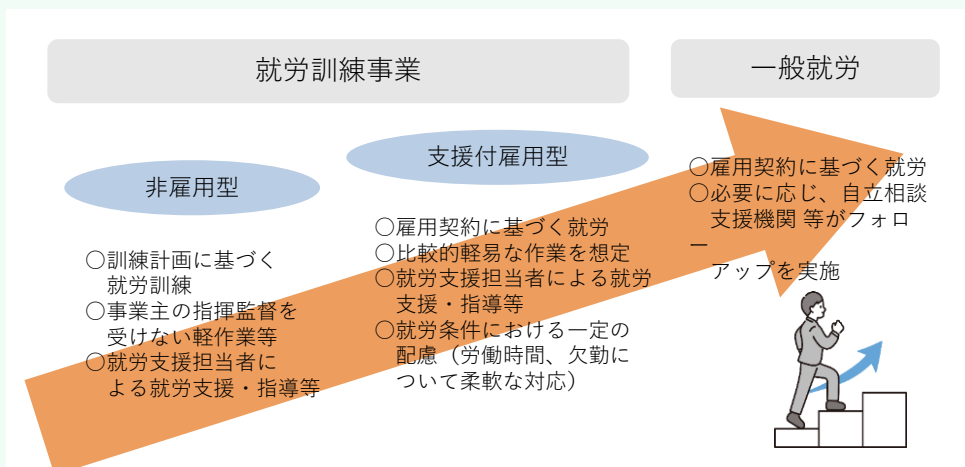 就労訓練事業
一般就労
非雇用型
○訓練計画に基づく
就労訓練
○事業主の指揮監督を
受けない軽作業等
○就労支援担当者に
よる就労支援・指導等
支援付雇用型
○雇用契約に基づく就労
○比較的軽易な作業を想定
○就労支援担当者による就労
支援・指導等
○就労条件における一定の
配慮（労働時間、欠勤に
ついて柔軟な対応）
○雇用契約に基づく就労
○必要に応じ、自立相談
支援機関 等がフォロ
ー
アップを実施